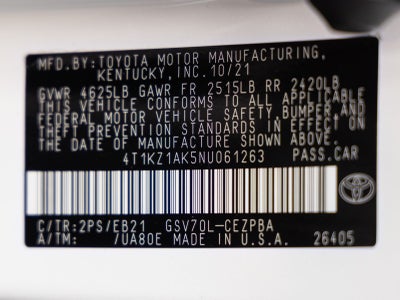 MFD.BY:TOYOTA MOTOR MANUFACTURING,
KENTUCKY,INC.10/21
GVWR 4625LB GAWR FR 2515LB RR 2420LB
THIS VEHICLE CONFORMS TO ALL APPLICABLE
FEDERAL MOTOR VEHICLE SAFETY,BUMPER,AND
THEFT PREVENTION STANDARDS IN EFFECT ON
THE DATE OF MANUFACTURE SHOWN ABOVE.
4T1KZ1AK5NU061263 PASS.CAR
C/TR:2PS/EB21 GSV70L-CEZPBA
A/TM: /UA80E MADE IN U.S.A. 26405